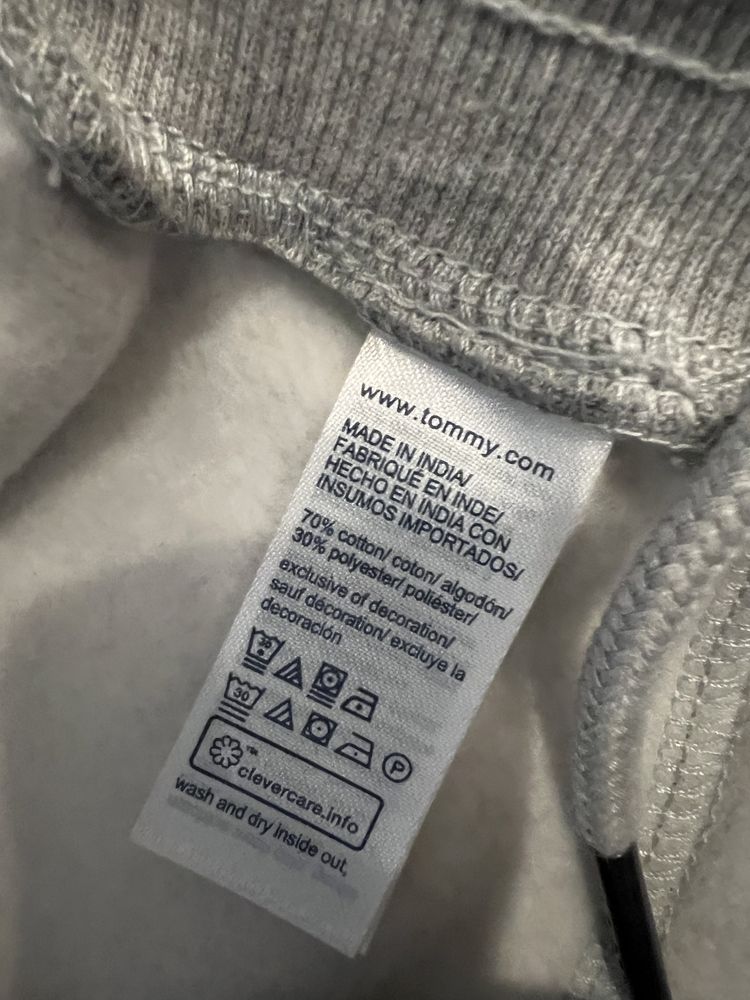 www.tommy.com
MADE IN INDIA/
FABRIQUÉ EN INDE/
HECHO EN INDIA CON
INSUMOS IMPORTADOS/
70% cotton/ coton/ algodón/
30% polyester/ poliéster/
exclusive of decoration/
sauf décoration/ excluye la
decoración
30
30 P
™ clevercare.info
wash and dry inside out,